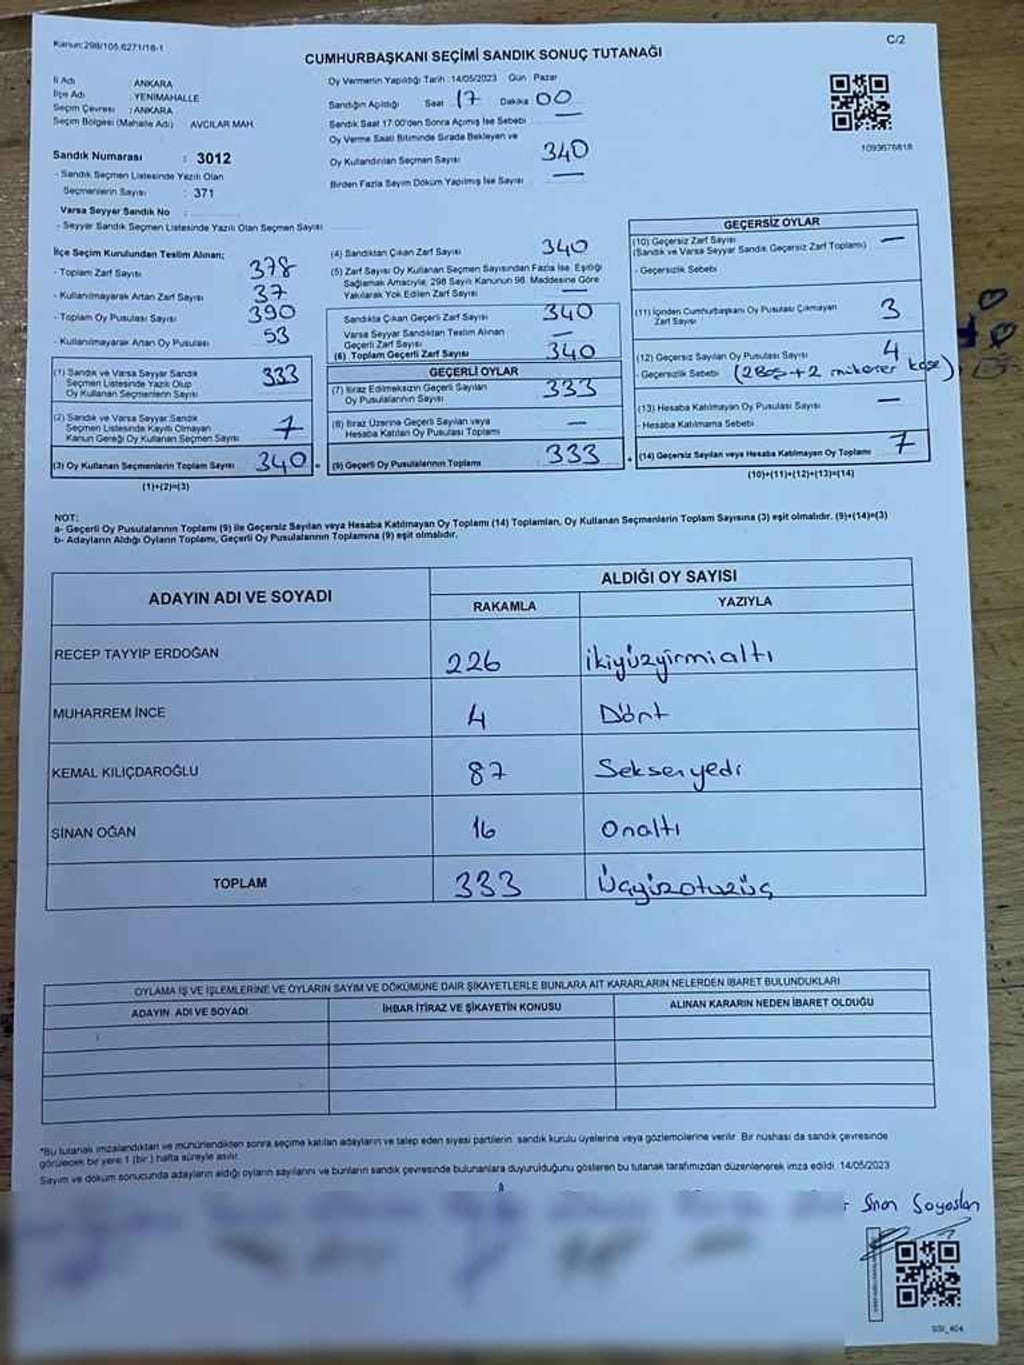 Kanun:298/105,6271/16-1
C/2
CUMHURBAŞKANI SEÇİMİ SANDIK SONUÇ TUTANAĞI
İl Adı ANKARA
İlçe Adı YENİMAHALLE
Seçim Çevresi : ANKARA
Seçim Bölgesi (Mahalle Adı) AVCILAR MAH
Sandık Numarası : 3012
- Sandık Seçmen Listesinde Yazılı Olan
Seçmenlerin Sayısı : 371
Varsa Seyyar Sandık No :
- Seyyar Sandık Seçmen Listesinde Yazılı Olan Seçmen Sayısı
Oy Vermenin Yapıldığı Tarih : 14/05/2023 Gün Pazar
Sandığın Açıldığı Saat 17 Dakika 00
Sandık Saat 17:00'den Sonra Açılmış İse Sebebi —
Oy Verme Saati Bitiminde Sırada Bekleyen ve
Oy Kullandırılan Seçmen Sayısı 340
Birden Fazla Sayım Döküm Yapılmış İse Sayısı —
1093676818
İlçe Seçim Kurulundan Teslim Alınan;
- Toplam Zarf Sayısı 378
- Kullanılmayarak Artan Zarf Sayısı 37
- Toplam Oy Pusulası Sayısı 390
- Kullanılmayarak Artan Oy Pusulası 53
(1) Sandık ve Varsa Seyyar Sandık
Seçmen Listesinde Yazılı Olup
Oy Kullanan Seçmenlerin Sayısı 333
(2) Sandık ve Varsa Seyyar Sandık
Seçmen Listesinde Kayıtlı Olmayan
Kanun Gereği Oy Kullanan Seçmen Sayısı 7
(3) Oy Kullanan Seçmenlerin Toplam Sayısı 340
(1)+(2)=(3)
(4) Sandıktan Çıkan Zarf Sayısı 340
(5) Zarf Sayısı Oy Kullanan Seçmen Sayısından Fazla İse, Eşitliği
Sağlamak Amacıyla; 298 Sayılı Kanunun 98. Maddesine Göre
Yakılarak Yok Edilen Zarf Sayısı —
Sandıkta Çıkan Geçerli Zarf Sayısı 340
Varsa Seyyar Sandıktan Teslim Alınan
Geçerli Zarf Sayısı —
(6) Toplam Geçerli Zarf Sayısı 340
GEÇERLİ OYLAR
(7) İtiraz Edilmeksizin Geçerli Sayılan
Oy Pusulalarının Sayısı 333
(8) İtiraz Üzerine Geçerli Sayılan veya
Hesaba Katılan Oy Pusulası Toplamı —
(9) Geçerli Oy Pusulalarının Toplamı 333
GEÇERSİZ OYLAR
(10) Geçersiz Zarf Sayısı —
(Sandık ve Varsa Seyyar Sandık Geçersiz Zarf Toplamı)
- Geçersizlik Sebebi
(11) İçinden Cumhurbaşkanı Oy Pusulası Çıkmayan
Zarf Sayısı 3
(12) Geçersiz Sayılan Oy Pusulası Sayısı 4
- Geçersizlik Sebebi (2 Boş + 2 mükerer kaşe)
(13) Hesaba Katılmayan Oy Pusulası Sayısı —
- Hesaba Katılmama Sebebi
(14) Geçersiz Sayılan veya Hesaba Katılmayan Oy Toplamı 7
(10)+(11)+(12)+(13)=(14)
NOT:
a- Geçerli Oy Pusulalarının Toplamı (9) ile Geçersiz Sayılan veya Hesaba Katılmayan Oy Toplamı (14) Toplamları, Oy Kullanan Seçmenlerin Toplam Sayısına (3) eşit olmalıdır. (9)+(14)=(3)
b- Adayların Aldığı Oyların Toplamı, Geçerli Oy Pusulalarının Toplamına (9) eşit olmalıdır.
ADAYIN ADI VE SOYADI ALDIĞI OY SAYISI
RAKAMLA YAZIYLA
RECEP TAYYİP ERDOĞAN 226 ikiyüzyirmialtı
MUHARREM İNCE 4 Dört
KEMAL KILIÇDAROĞLU 87 Seksenyedi
SİNAN OĞAN 16 Onaltı
TOPLAM 333 Üçyüzotuzüç
OYLAMA İŞ VE İŞLEMLERİNE VE OYLARIN SAYIM VE DÖKÜMÜNE DAİR ŞİKAYETLERLE BUNLARA AİT KARARLARIN NELERDEN İBARET BULUNDUKLARI
ADAYIN ADI VE SOYADI İHBAR İTİRAZ VE ŞİKAYETİN KONUSU ALINAN KARARIN NEDEN İBARET OLDUĞU
*Bu tutanak imzalandıktan ve mühürlendikten sonra seçime katılan adayların ve talep eden siyasi partilerin sandık kurulu üyelerine veya gözlemcilerine verilir. Bir nüshası da sandık çevresinde
görülecek bir yere 1 (bir ) hafta süreyle asılır.
Sayım ve döküm sonucunda adayların aldığı oyların sayılarını ve bunların sandık çevresinde bulunanlara duyurulduğunu gösteren bu tutanak tarafımızdan düzenlenerek imza edildi. 14/05/2023
Sinan Soyaslan